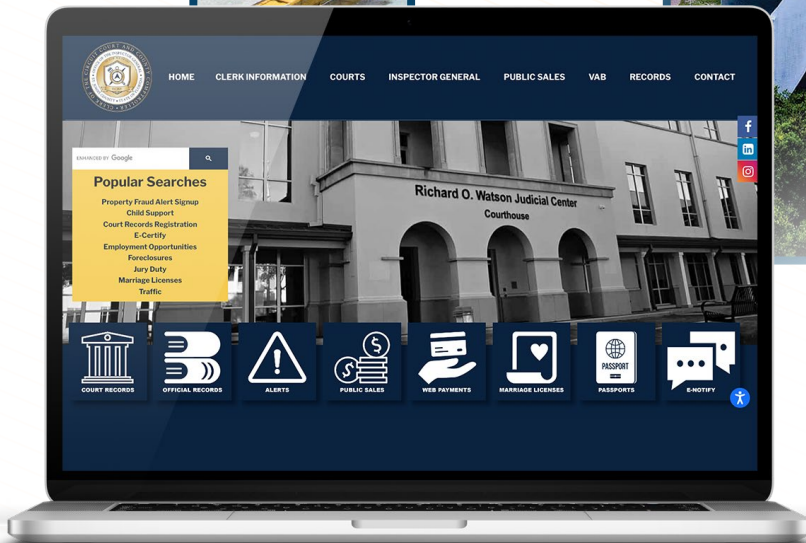 HOME CLERK INFORMATION COURTS INSPECTOR GENERAL PUBLIC SALES VAB RECORDS CONTACT
ENHANCED BY Google
Popular Searches
Property Fraud Alert Signup
Child Support
Court Records Registration
E-Certify
Employment Opportunities
Foreclosures
Jury Duty
Marriage Licenses
Traffic
Richard O. Watson Judicial Center
Courthouse
f
in
PASSPORT
COURT RECORDS OFFICIAL RECORDS ALERTS PUBLIC SALES WEB PAYMENTS MARRIAGE LICENSES PASSPORTS E-NOTIFY